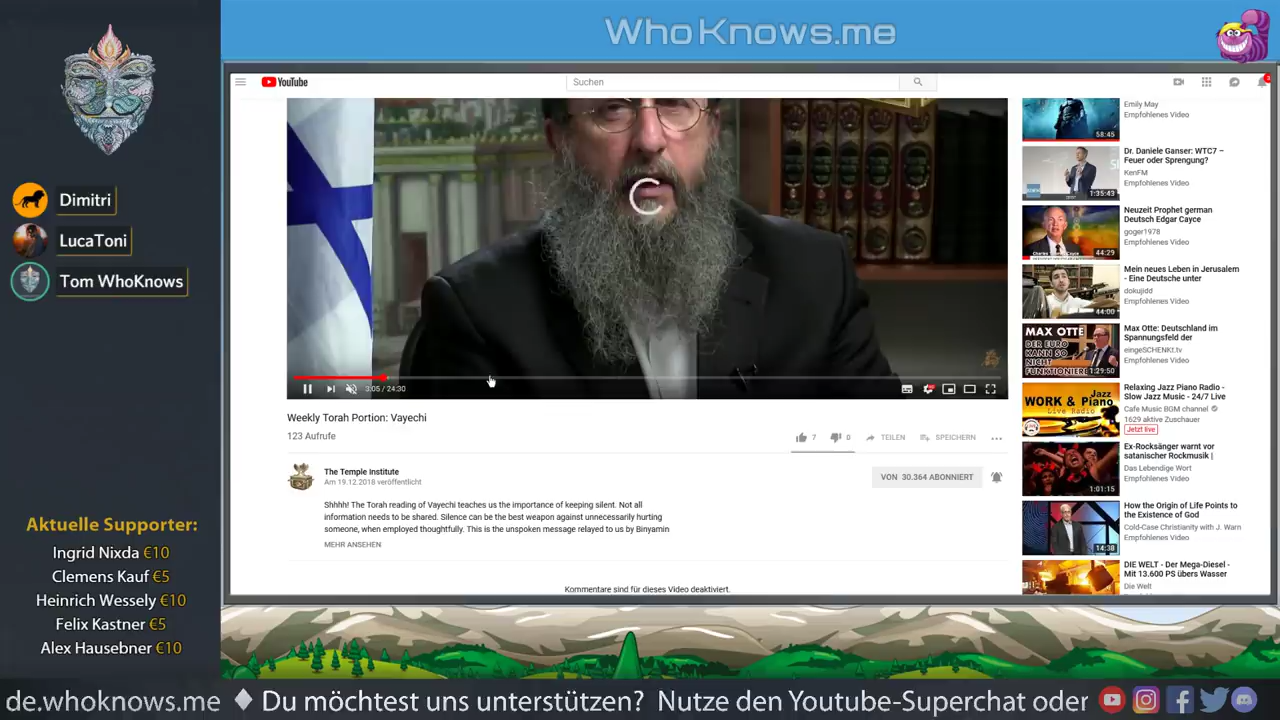 WhoKnows.me
YouTube
Suchen
3
Dimitri
LucaToni
Tom WhoKnows
Aktuelle Supporter:
Ingrid Nixda €10
Clemens Kauf €5
Heinrich Wessely €10
Felix Kastner €5
Alex Hausebner €10
3:05 / 24:30
Weekly Torah Portion: Vayechi
123 Aufrufe
7
0
TEILEN
SPEICHERN
The Temple Institute
Am 19.12.2018 veröffentlicht
VON 30.364 ABONNIERT
Shhhh! The Torah reading of Vayechi teaches us the importance of keeping silent. Not all
information needs to be shared. Silence can be the best weapon against unnecessarily hurting
someone, when employed thoughtfully. This is the unspoken message relayed to us by Binyamin
MEHR ANSEHEN
Kommentare sind für dieses Video deaktiviert.
Emily May
Empfohlenes Video
58:45
Dr. Daniele Ganser: WTC7 –
Feuer oder Sprengung?
KenFM
Empfohlenes Video
1:35:43
Neuzeit Prophet german
Deutsch Edgar Cayce
goger1978
Empfohlenes Video
44:29
Mein neues Leben in Jerusalem
- Eine Deutsche unter
dokujidd
Empfohlenes Video
44:00
Max Otte: Deutschland im
Spannungsfeld der
eingeSCHENKt.tv
Empfohlenes Video
MAX OTTE
DER EURO
KANN SO
NICHT
FUNKTIONIEREN
1:29:50
Relaxing Jazz Piano Radio -
Slow Jazz Music - 24/7 Live
Cafe Music BGM channel
1629 aktive Zuschauer
Jetzt live
Jazz
WORK & Piano
Live Radio
Ex-Rocksänger warnt vor
satanischer Rockmusik |
Das Lebendige Wort
Empfohlenes Video
1:01:15
How the Origin of Life Points to
the Existence of God
Cold-Case Christianity with J. Warn
Empfohlenes Video
14:38
DIE WELT - Der Mega-Diesel -
Mit 13.600 PS übers Wasser
Die Welt
de.whoknows.me ♦ Du möchtest uns unterstützen? Nutze den Youtube-Superchat oder